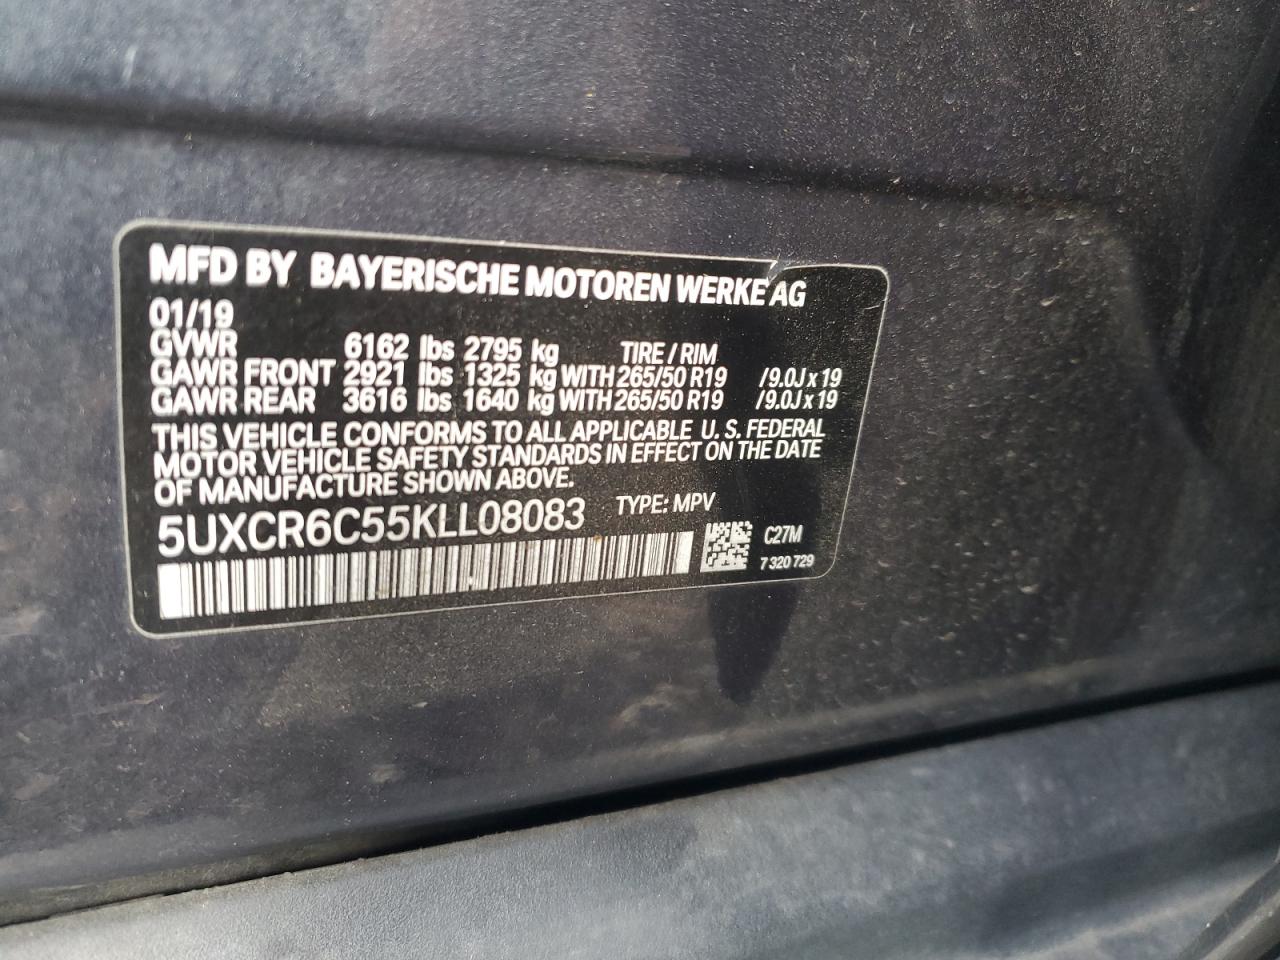 MFD BY BAYERISCHE MOTOREN WERKE AG
01/19
GVWR 6162 lbs 2795 kg TIRE / RIM
GAWR FRONT 2921 lbs 1325 kg WITH 265/50 R19 /9.0J x 19
GAWR REAR 3616 lbs 1640 kg WITH 265/50 R19 /9.0J x 19
THIS VEHICLE CONFORMS TO ALL APPLICABLE U. S. FEDERAL
MOTOR VEHICLE SAFETY STANDARDS IN EFFECT ON THE DATE
OF MANUFACTURE SHOWN ABOVE.
5UXCR6C55KLL08083 TYPE: MPV
C27M
7 320 729